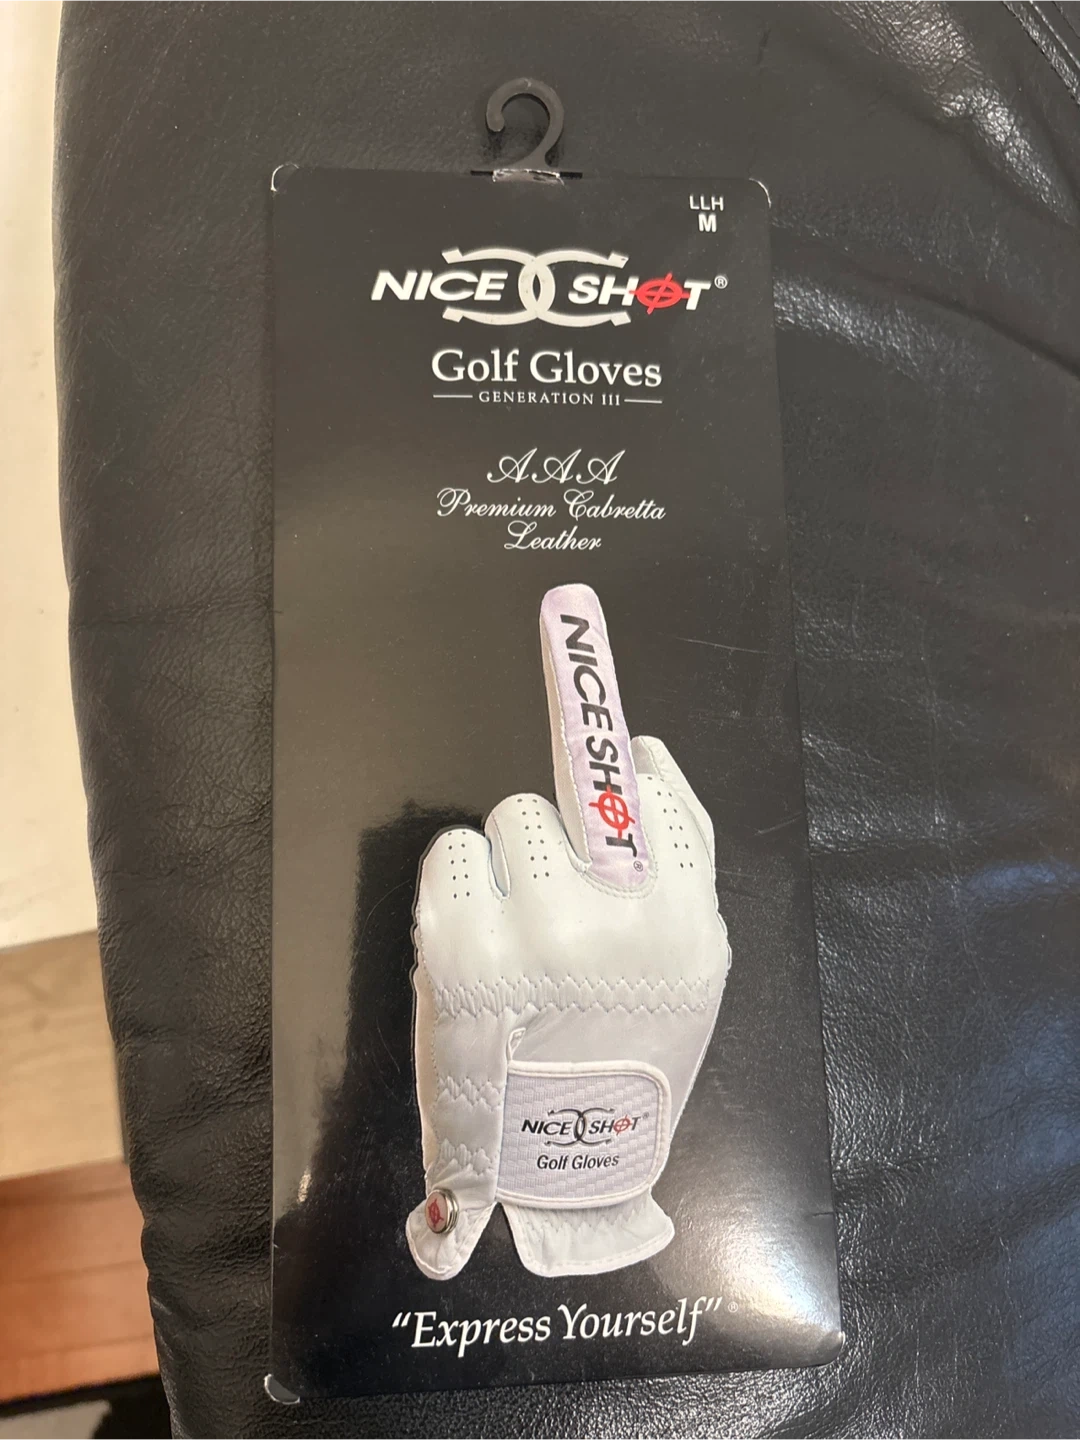 LLH
M
NICE SHOT®
Golf Gloves
GENERATION III
AAA
Premium Cabretta
Leather
NICE SHOT®
NICE SHOT®
Golf Gloves
"Express Yourself"®